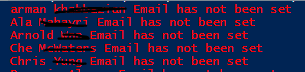 arman Email has not been set
Ala Email has not been set
Arnold Email has not been set
Che Email has not been set
Chris Email has not been set